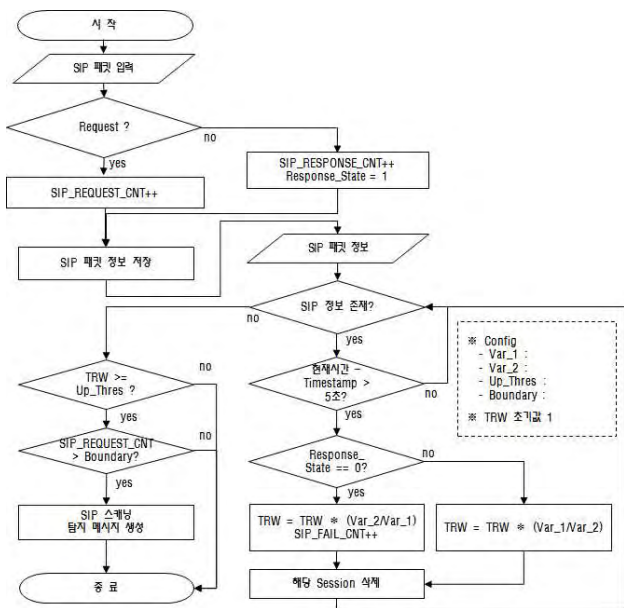 시 작
SIP 패킷 입력
Request ?
no
yes
SIP_RESPONSE_CNT++
Response_State = 1
SIP_REQUEST_CNT++
SIP 패킷 정보 저장
SIP 패킷 정보
SIP 정보 존재?
no
yes
※ Config
- Var_1 :
- Var_2 :
- Up_Thres :
- Boundary :
※ TRW 초기값 1
TRW >=
Up_Thres ?
no
yes
현재시간 -
Timestamp >
5초?
no
yes
SIP_REQUEST_CNT
> Boundary?
no
yes
Response_
State == 0?
no
yes
SIP 스캐닝
탐지 메시지 생성
TRW = TRW * (Var_2/Var_1)
SIP_FAIL_CNT++
TRW = TRW * (Var_1/Var_2)
종 료
해당 Session 삭제